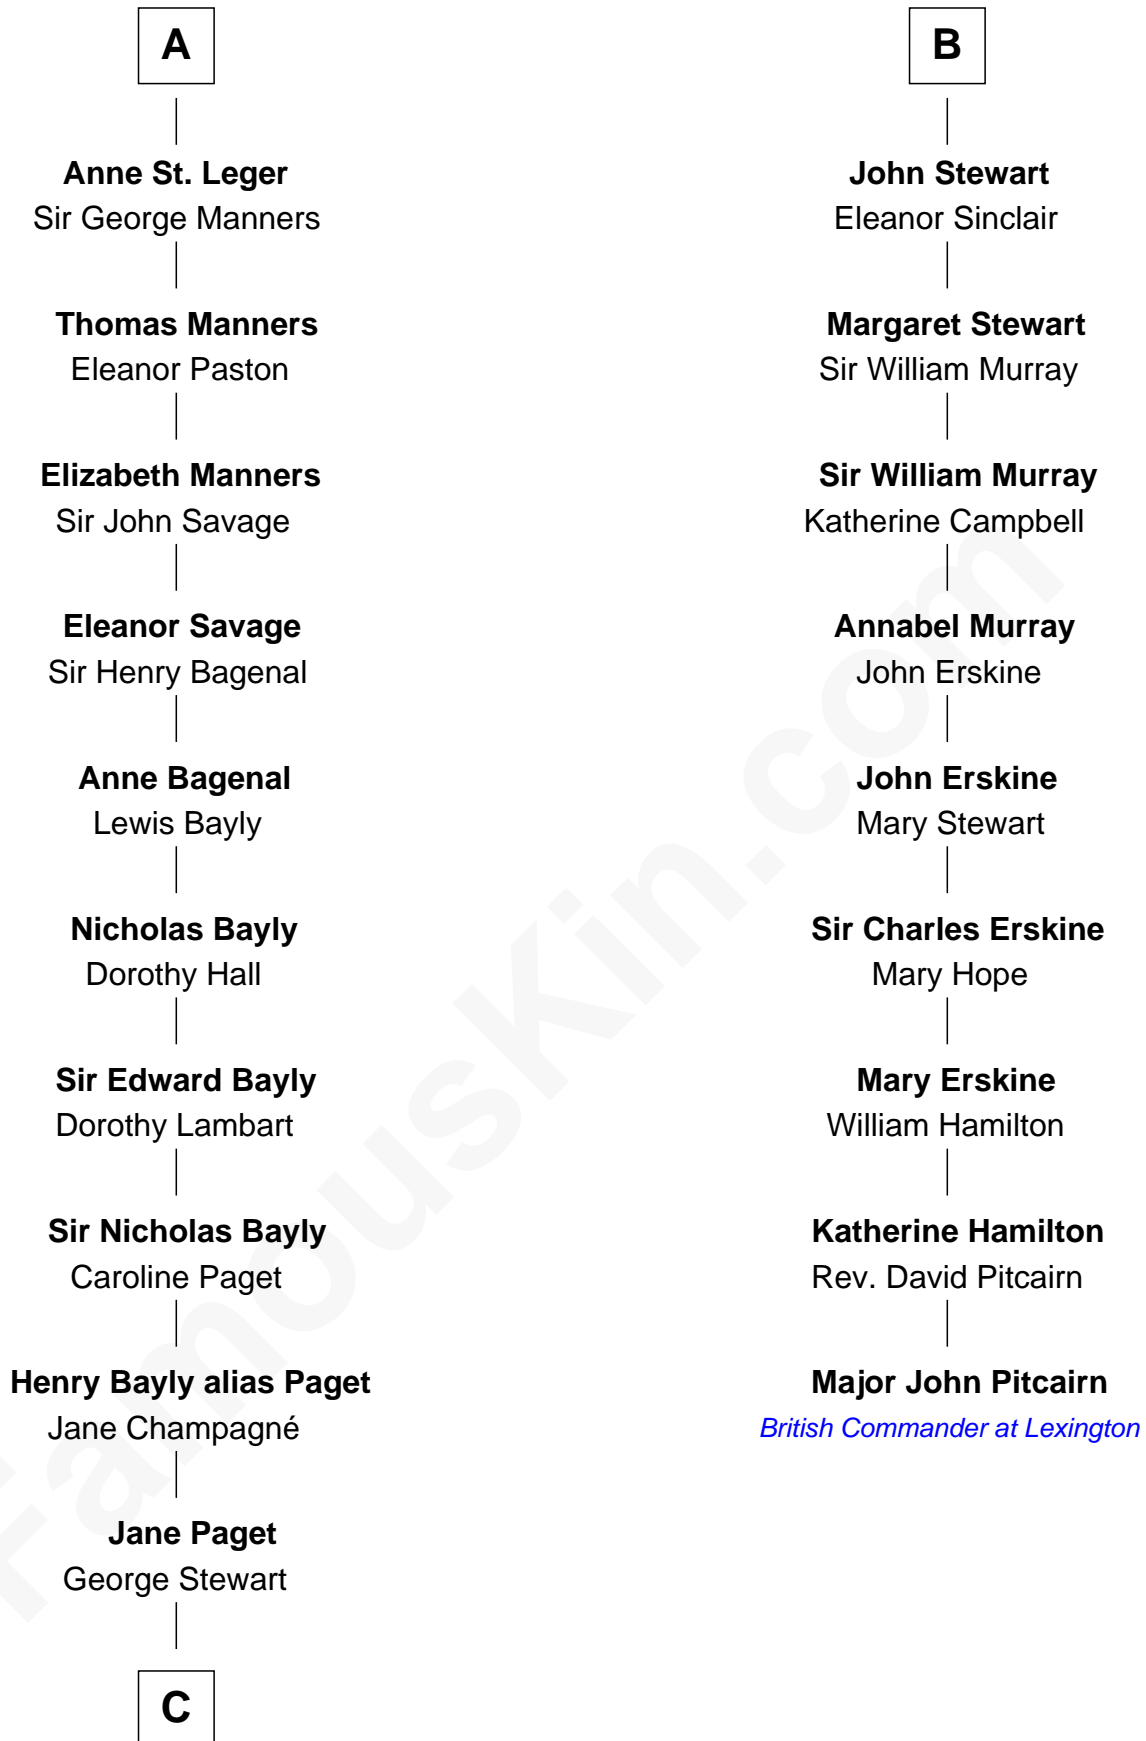 A
Anne St. Leger
Sir George Manners
Thomas Manners
Eleanor Paston
Elizabeth Manners
Sir John Savage
Eleanor Savage
Sir Henry Bagenal
Anne Bagenal
Lewis Bayly
Nicholas Bayly
Dorothy Hall
Sir Edward Bayly
Dorothy Lambart
Sir Nicholas Bayly
Caroline Paget
Henry Bayly alias Paget
Jane Champagné
Jane Paget
George Stewart
C
B
John Stewart
Eleanor Sinclair
Margaret Stewart
Sir William Murray
Sir William Murray
Katherine Campbell
Annabel Murray
John Erskine
John Erskine
Mary Stewart
Sir Charles Erskine
Mary Hope
Mary Erskine
William Hamilton
Katherine Hamilton
Rev. David Pitcairn
Major John Pitcairn
British Commander at Lexington
FamousKin.com